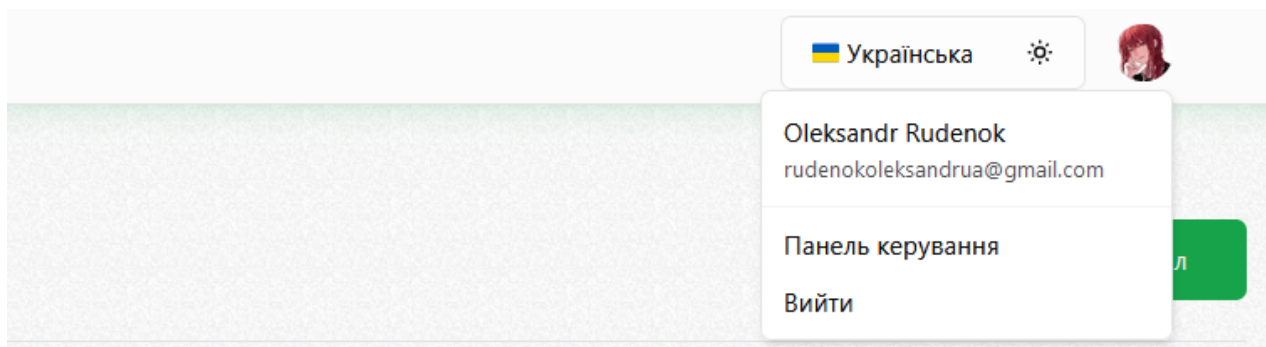 Українська
Oleksandr Rudenok
rudenokoleksandrua@gmail.com
Панель керування
л
Вийти